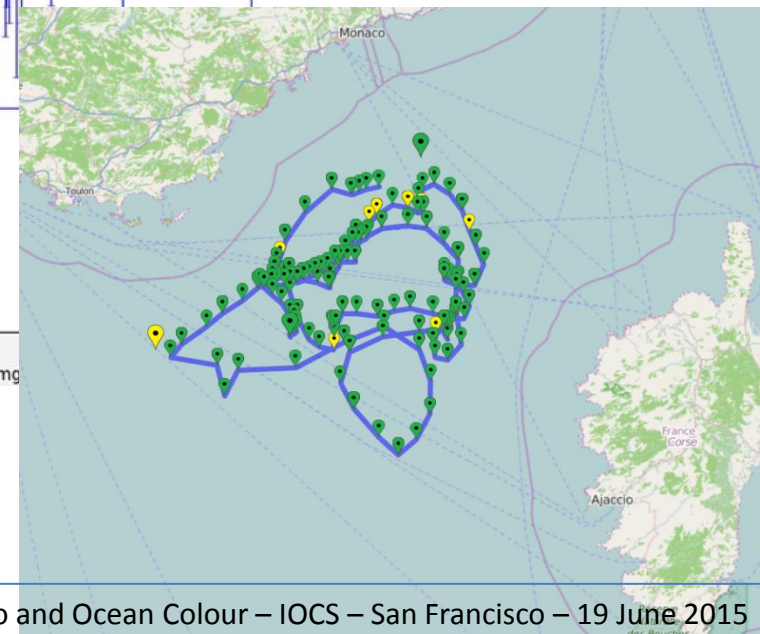 Monaco
Toulon
mg
France
Corse
Ajaccio
and Ocean Colour – IOCS – San Francisco – 19 June 2015